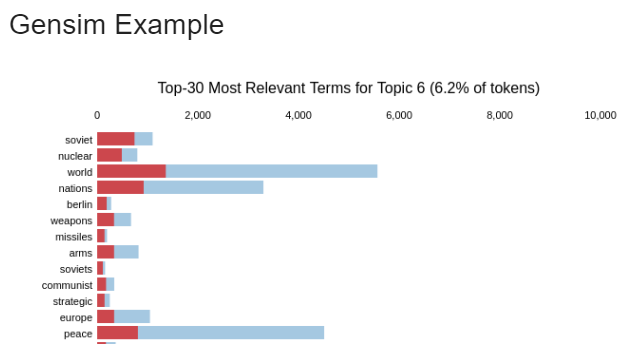 Gensim Example
Top-30 Most Relevant Terms for Topic 6 (6.2% of tokens)
0 2,000 4,000 6,000 8,000 10,000
soviet
nuclear
world
nations
berlin
weapons
missiles
arms
soviets
communist
strategic
europe
peace